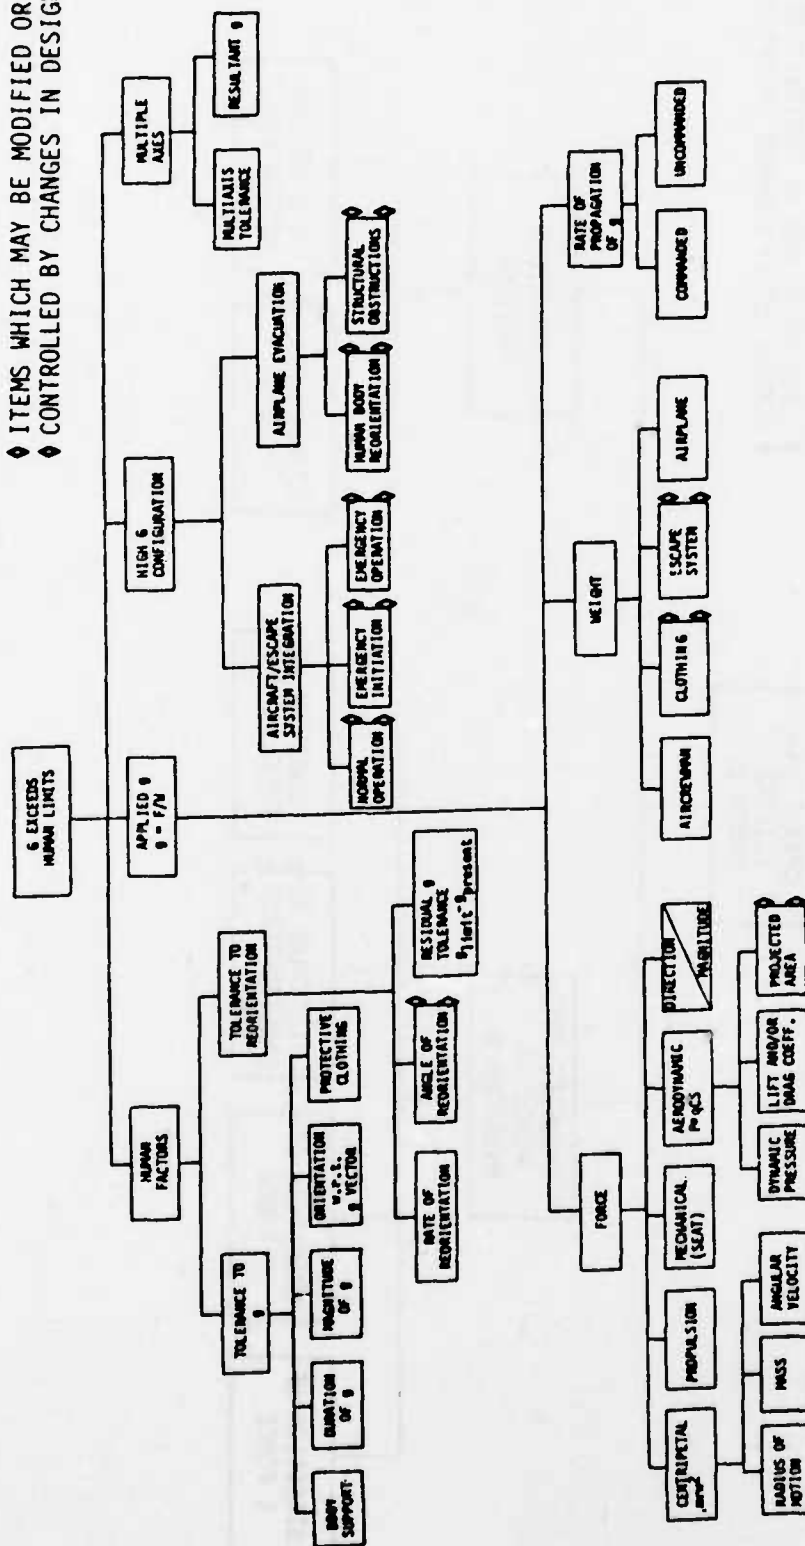 ◊ ITEMS WHICH MAY BE MODIFIED OR
◊ CONTROLLED BY CHANGES IN DESIG
G EXCEEDS
HUMAN LIMITS
HUMAN
FACTORS
APPLIED g
g = F/W
HIGH G
CONFIGURATION
MULTIPLE
AXES
TOLERANCE TO
g
TOLERANCE TO
REORIENTATION
AIRCRAFT/ESCAPE
SYSTEM INTEGRATION
AIRPLANE EVACUATION
MULTIAXIS
TOLERANCE
RESULTANT g
BODY
SUPPORT
DURATION
OF g
MAGNITUDE
OF g
ORIENTATION
w.r.t.
g VECTOR
PROTECTIVE
CLOTHING
NORMAL
OPERATION
EMERGENCY
INITIATION
EMERGENCY
OPERATION
HUMAN BODY
REORIENTATION
STRUCTURAL
OBSTRUCTIONS
RATE OF
REORIENTATION
ANGLE OF
REORIENTATION
RESIDUAL g
TOLERANCE
glimit-gpresent
FORCE
WEIGHT
RATE OF
PROPAGATION
OF g
CENTRIPETAL
mrω²
PROPULSION
MECHANICAL
(SEAT)
AERODYNAMIC
F=qCS
DIRECTION
MAGNITUDE
AIRCREWMAN
CLOTHING
ESCAPE
SYSTEM
AIRPLANE
COMMANDED
UNCOMMANDED
RADIUS OF
MOTION
MASS
ANGULAR
VELOCITY
DYNAMIC
PRESSURE
LIFT AND/OR
DRAG COEFF.
PROJECTED
AREA